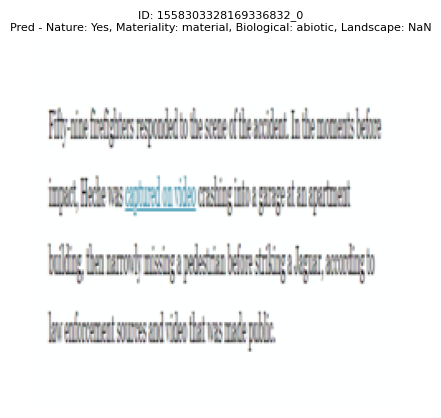 ID: 1558303328169336832_0
Pred - Nature: Yes, Materiality: material, Biological: abiotic, Landscape: NaN
Fifty-nine firefighters responded to the scene of the accident. In the moments before
impact, Heche was captured on video crashing into a garage at an apartment
building, then narrowly missing a pedestrian before striking a Jaguar, according to
law enforcement sources and video that was made public.